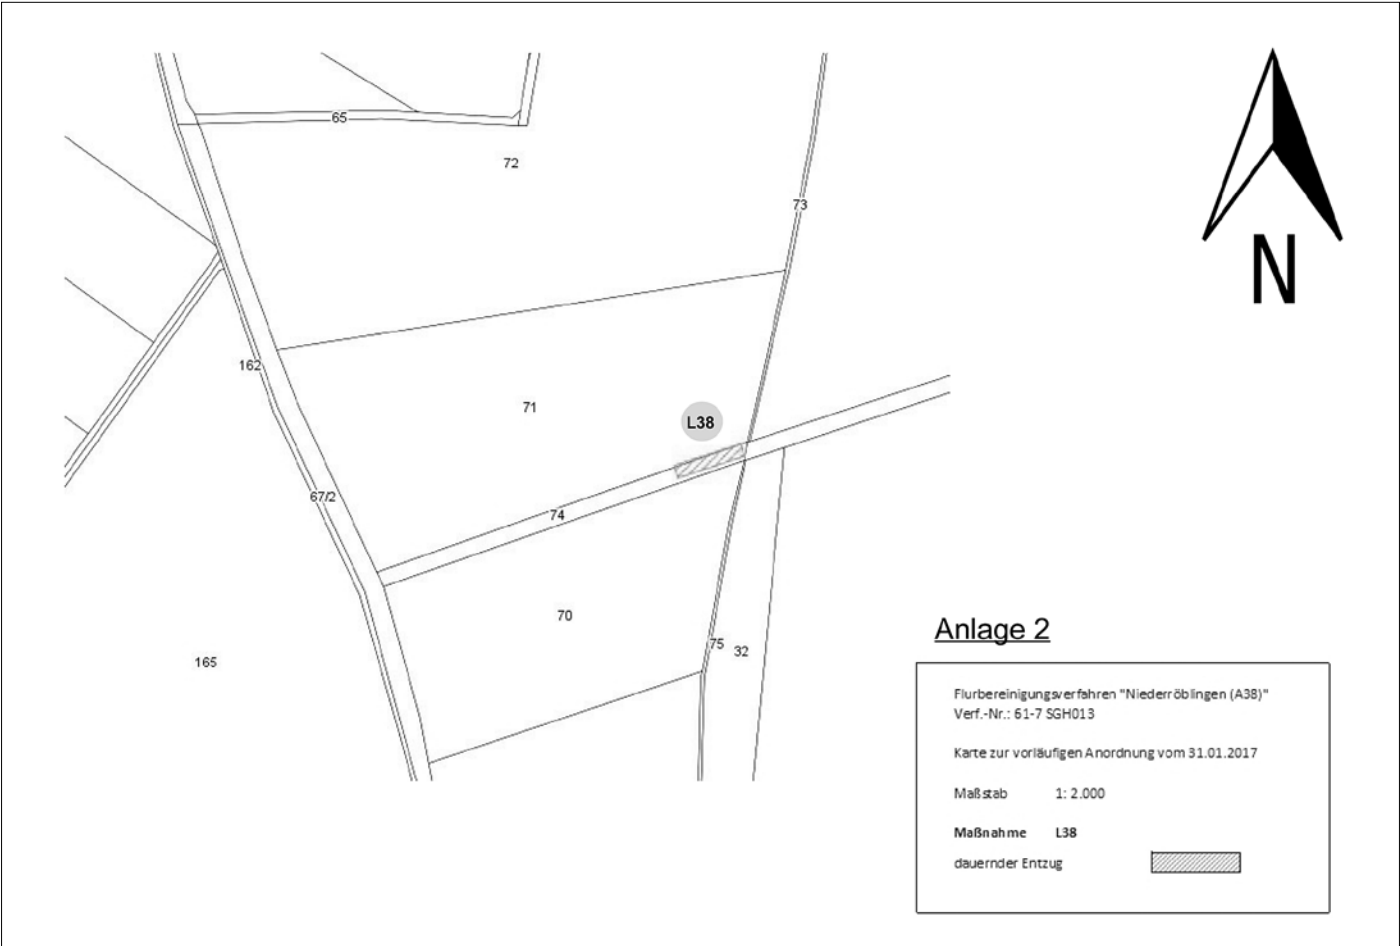 65
72
73
N
162
71
L38
67/2
74
70
75
32
165
Anlage 2
Flurbereinigungsverfahren "Niederröblingen (A38)"
Verf.-Nr.: 61-7 SGH013
Karte zur vorläufigen Anordnung vom 31.01.2017
Maßstab 1: 2.000
Maßnahme L38
dauernder Entzug